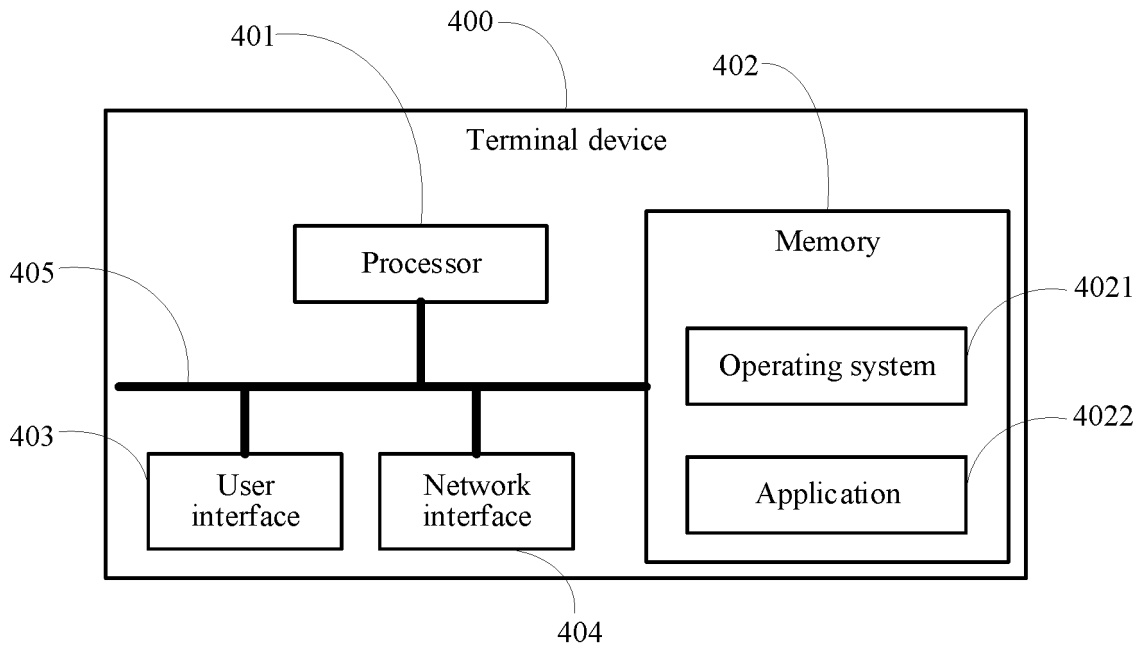 400
401
402
Terminal device
Memory
Processor
405
4021
Operating system
4022
403
User
interface
Network
interface
Application
404